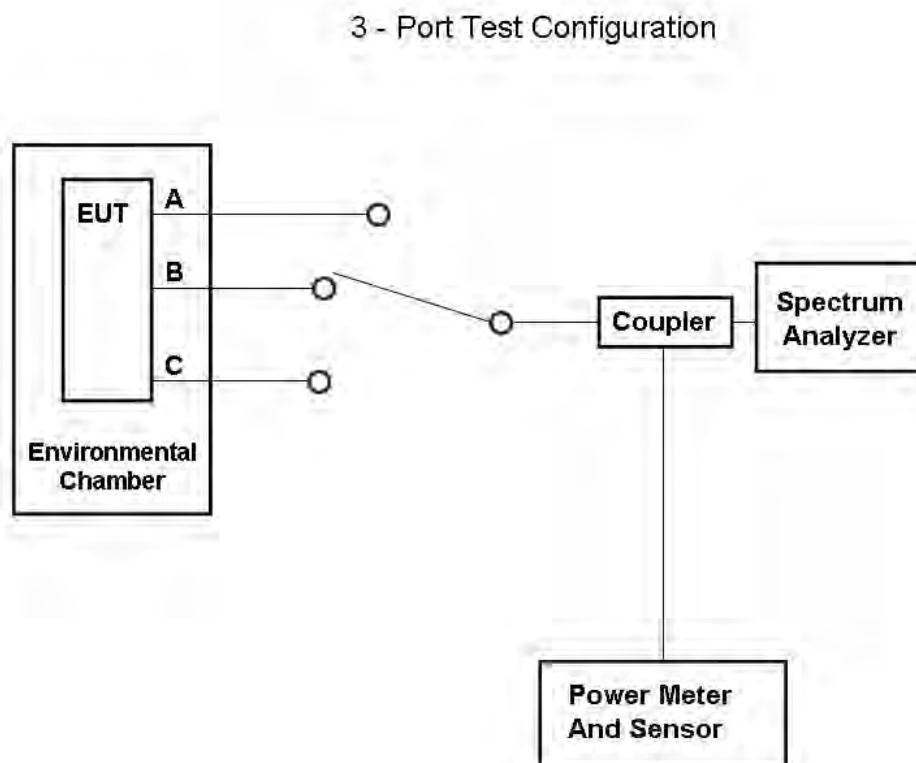 3 - Port Test Configuration
EUT
A
B
C
Environmental
Chamber
Coupler
Spectrum
Analyzer
Power Meter
And Sensor